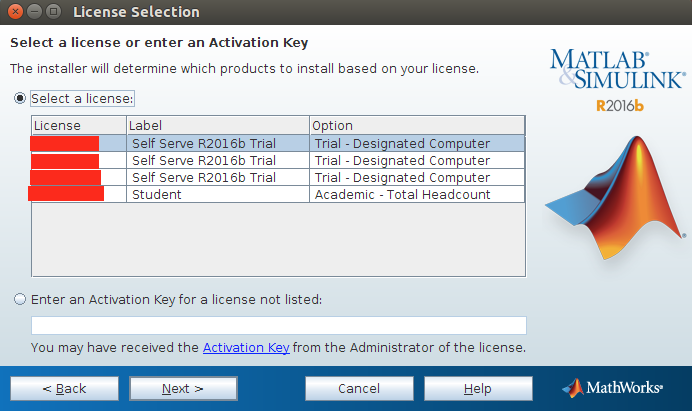 License Selection
Select a license or enter an Activation Key
The installer will determine which products to install based on your license.
MATLAB®
&SIMULINK®
R2016b
Select a license:
License Label Option
Self Serve R2016b Trial Trial - Designated Computer
Self Serve R2016b Trial Trial - Designated Computer
Self Serve R2016b Trial Trial - Designated Computer
Student Academic - Total Headcount
Enter an Activation Key for a license not listed:
You may have received the Activation Key from the Administrator of the license.
< Back Next > Cancel Help MathWorks®